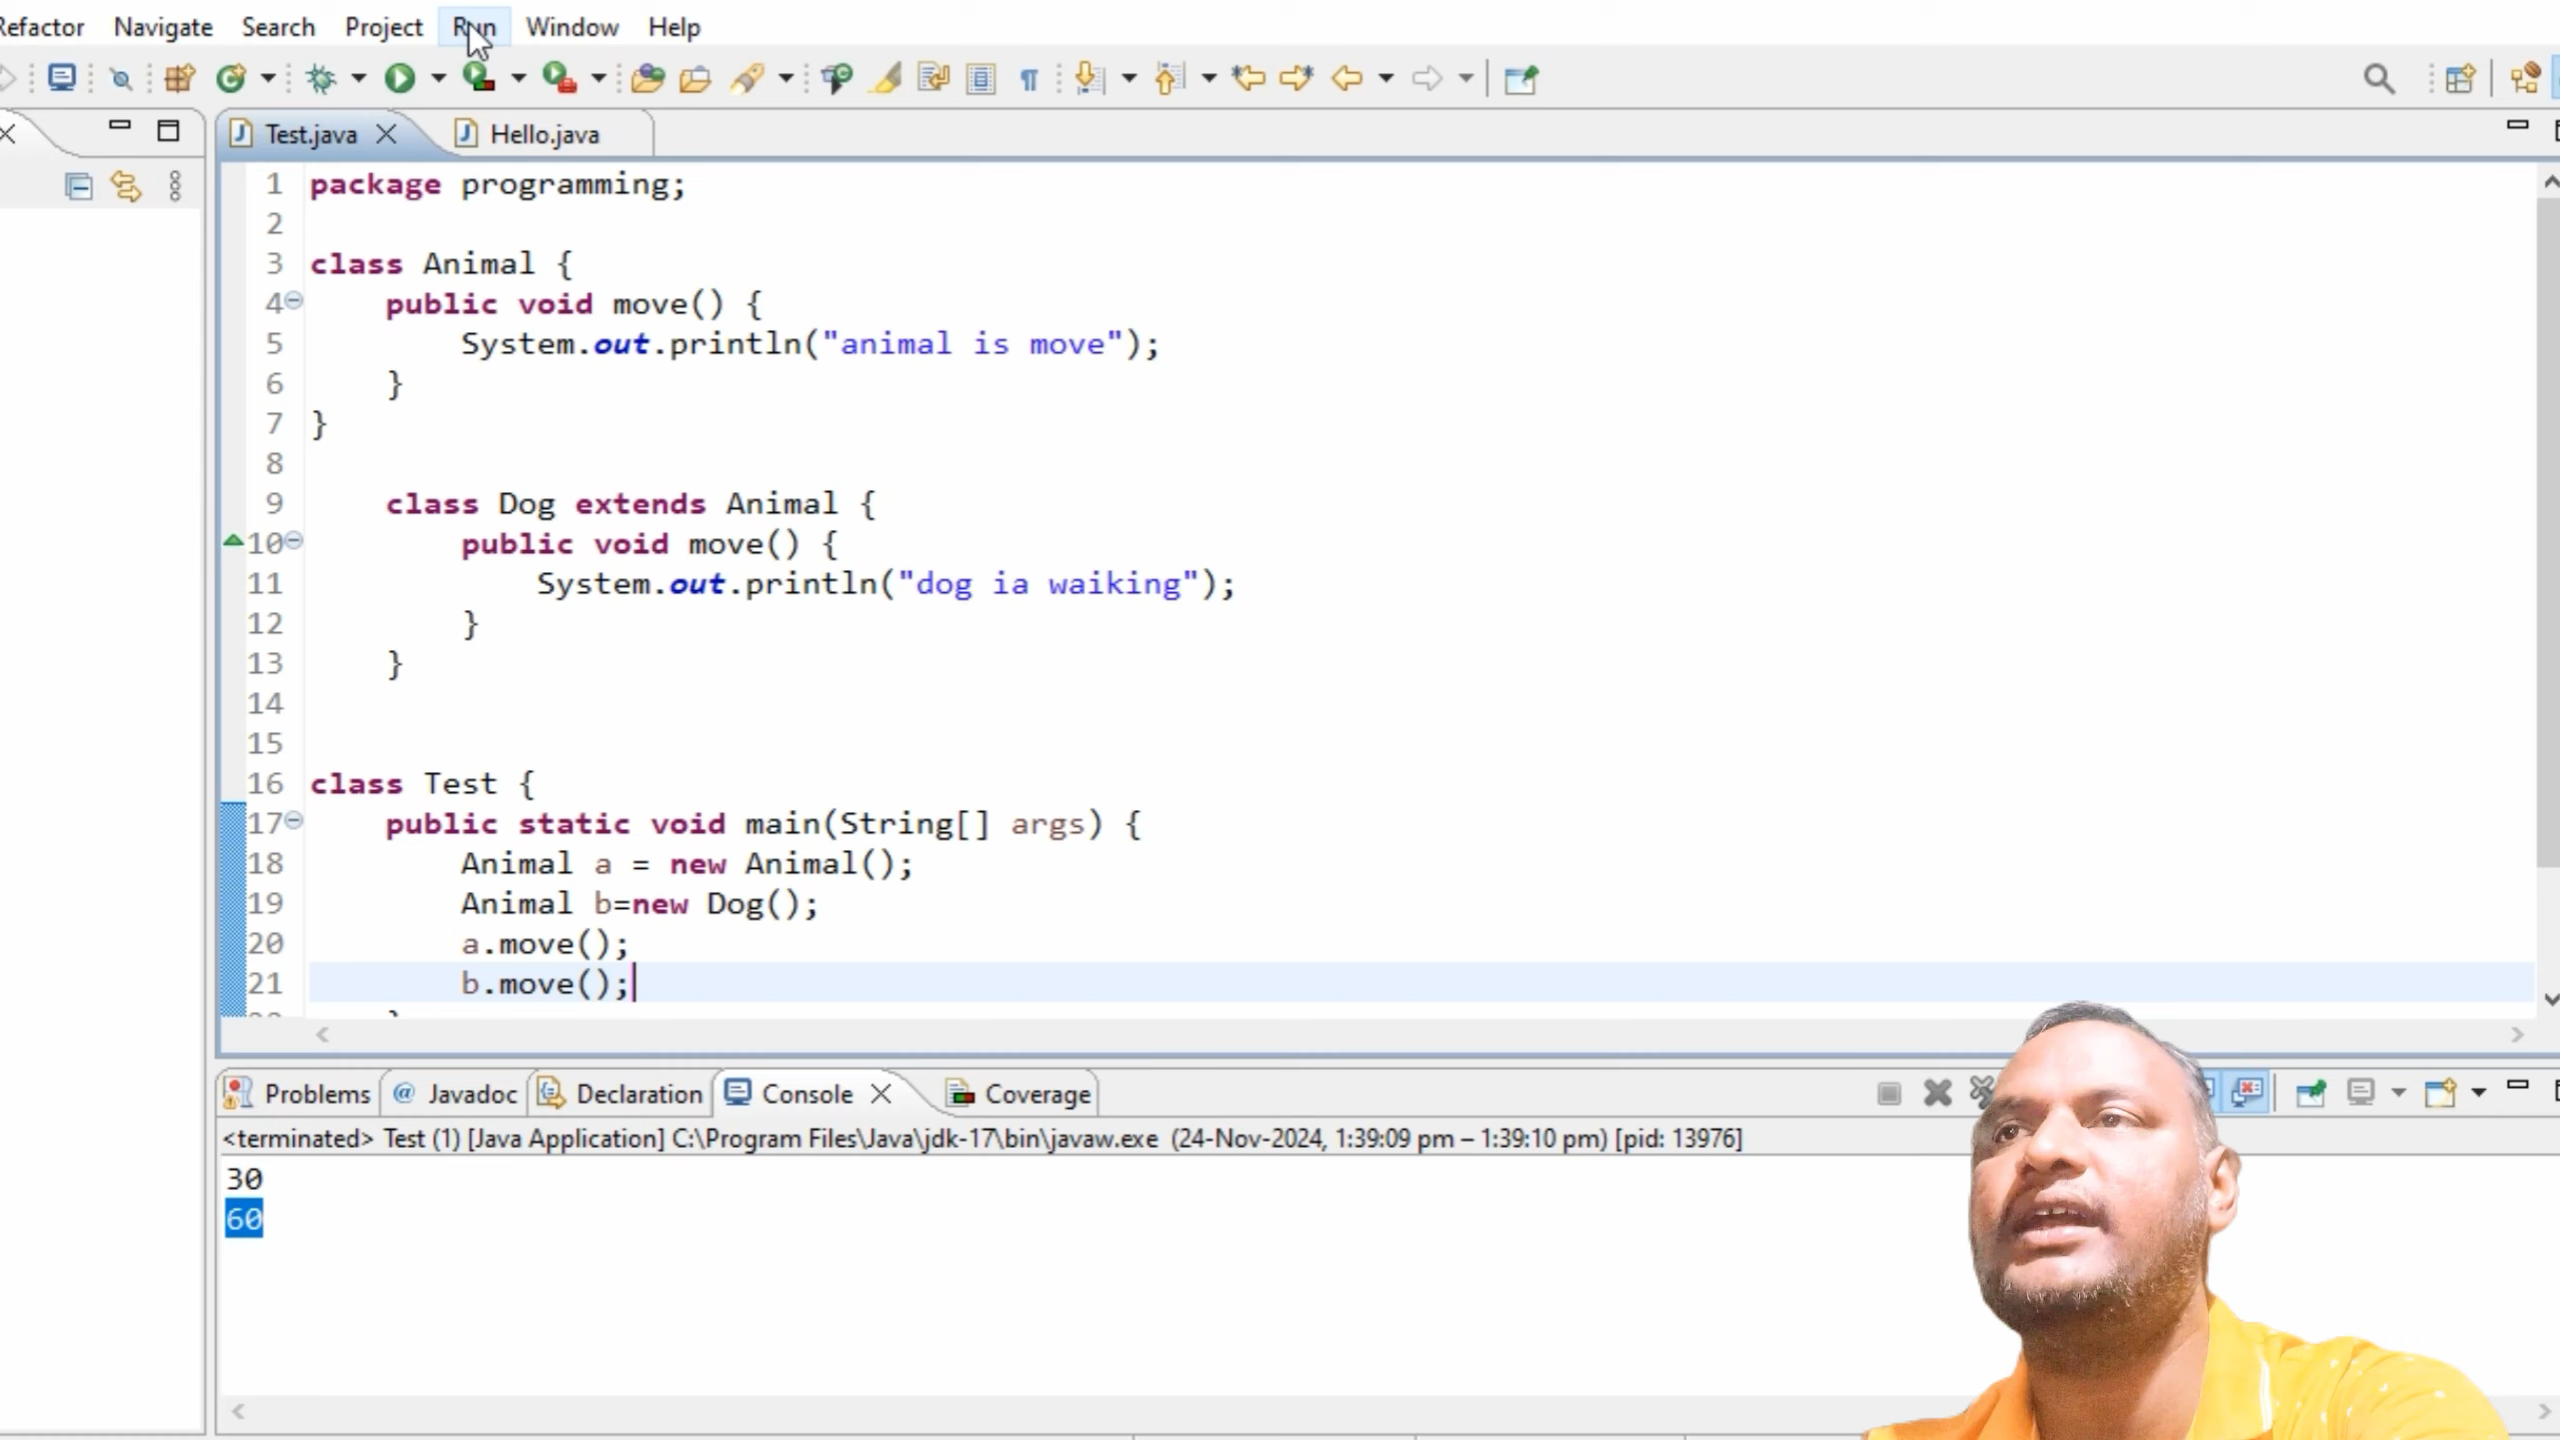 Refactor Navigate Search Project Run Window Help
Test.java Hello.java
1 package programming;
2
3 class Animal {
4 public void move() {
5 System.out.println("animal is move");
6 }
7 }
8
9 class Dog extends Animal {
10 public void move() {
11 System.out.println("dog ia waiking");
12 }
13 }
14
15
16 class Test {
17 public static void main(String[] args) {
18 Animal a = new Animal();
19 Animal b=new Dog();
20 a.move();
21 b.move();
Problems @ Javadoc Declaration Console Coverage
<terminated> Test (1) [Java Application] C:\Program Files\Java\jdk-17\bin\javaw.exe (24-Nov-2024, 1:39:09 pm – 1:39:10 pm) [pid: 13976]
30
60